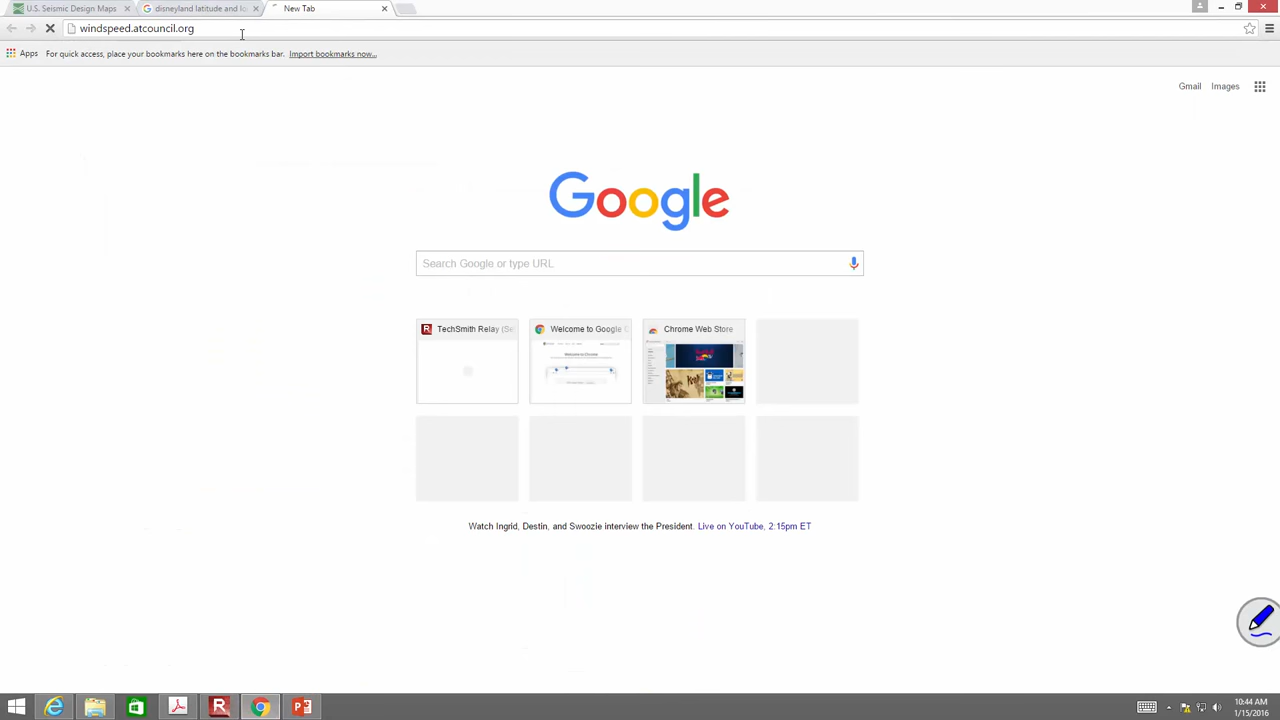 U.S. Seismic Design Maps
disneyland latitude and lo
New Tab
windspeed.atcouncil.org
Apps For quick access, place your bookmarks here on the bookmarks bar. Import bookmarks now...
Gmail Images
Google
Search Google or type URL
TechSmith Relay (Se
Welcome to Google C
Chrome Web Store
Watch Ingrid, Destin, and Swoozie interview the President. Live on YouTube, 2:15pm ET
10:44 AM
1/15/2016